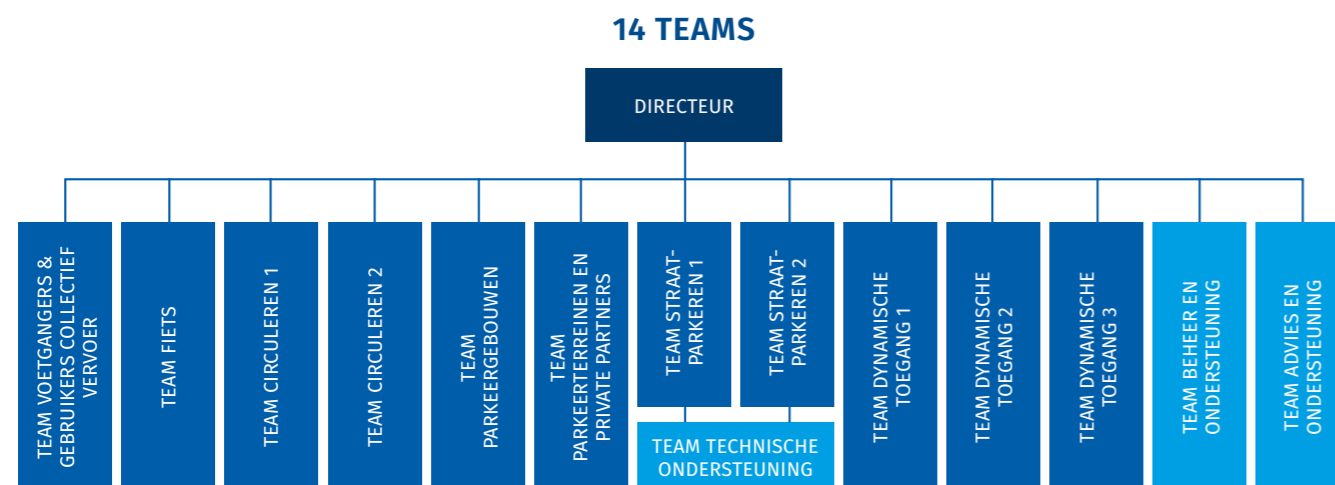 14 TEAMS
DIRECTEUR
TEAM VOETGANGERS &
GEBRUIKERS COLLECTIEF
VERVOER
TEAM FIETS
TEAM CIRCULEREN 1
TEAM CIRCULEREN 2
TEAM
PARKEERGEBOUWEN
TEAM
PARKEERTERREINEN EN
PRIVATE PARTNERS
TEAM STRAAT-
PARKEREN 1
TEAM STRAAT-
PARKEREN 2
TEAM TECHNISCHE
ONDERSTEUNING
TEAM DYNAMISCHE
TOEGANG 1
TEAM DYNAMISCHE
TOEGANG 2
TEAM DYNAMISCHE
TOEGANG 3
TEAM BEHEER EN
ONDERSTEUNING
TEAM ADVIES EN
ONDERSTEUNING